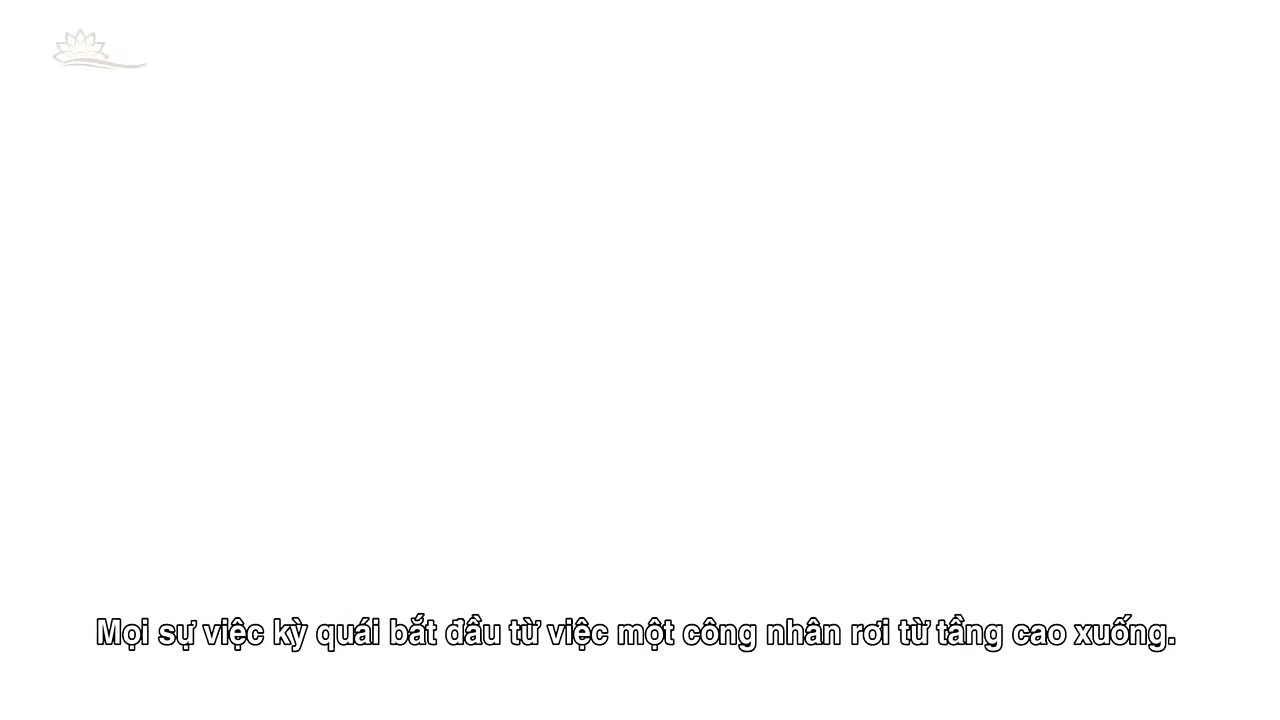 Mọi sự việc kỳ quái bắt đầu từ việc một công nhân rơi từ tầng cao xuống.